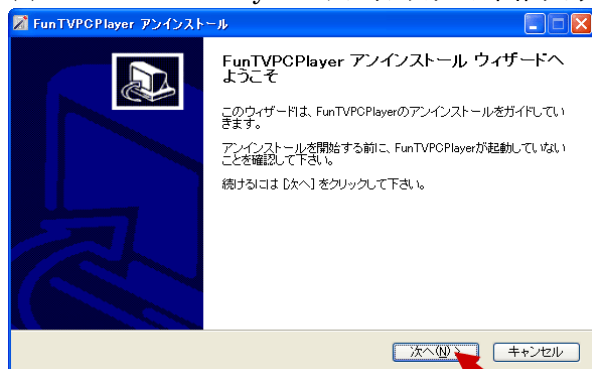 FunTVPCPlayer アンインストール
FunTVPCPlayer アンインストール ウィザードへ
ようこそ
このウィザードは、FunTVPCPlayerのアンインストールをガイドしてい
きます。
アンインストールを開始する前に、FunTVPCPlayerが起動していない
ことを確認して下さい。
続けるには [次へ] をクリックして下さい。
次へ(N) >
キャンセル